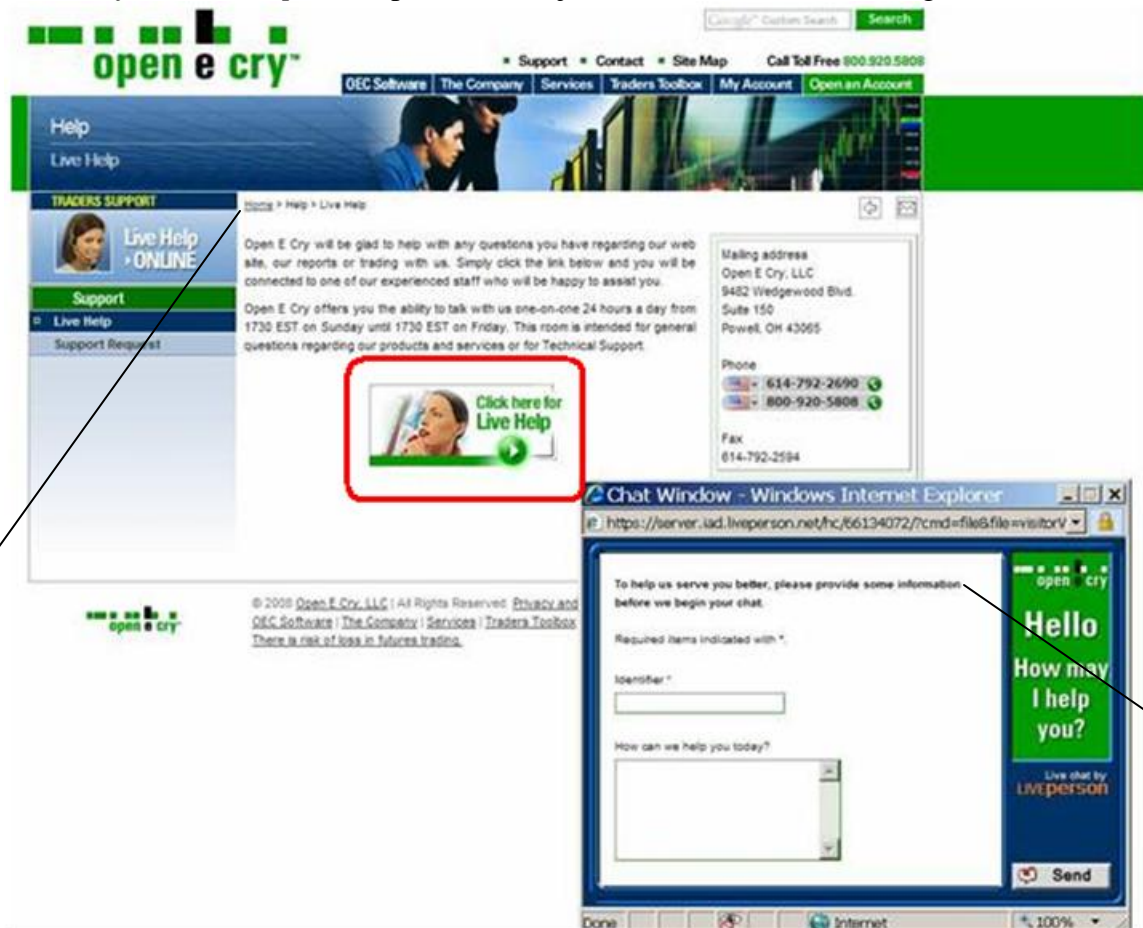 Google™ Custom Search
Search
open e cry™
Support
Contact
Site Map
Call Toll Free 800.920.5808
OEC Software
The Company
Services
Traders Toolbox
My Account
Open an Account
Help
Live Help
TRADERS SUPPORT
Live Help
ONLINE
Support
Live Help
Support Request
Home > Help > Live Help
Open E Cry will be glad to help with any questions you have regarding our web
site, our reports or trading with us. Simply click the link below and you will be
connected to one of our experienced staff who will be happy to assist you.
Open E Cry offers you the ability to talk with us one-on-one 24 hours a day from
1730 EST on Sunday until 1730 EST on Friday. This room is intended for general
questions regarding our products and services or for Technical Support.
Click here for
Live Help
Mailing address
Open E Cry, LLC
9482 Wedgewood Blvd.
Suite 150
Powell, OH 43065
Phone
614-792-2690
800-920-5808
Fax
614-792-2594
open e cry
© 2008 Open E Cry, LLC | All Rights Reserved. Privacy and
OEC Software | The Company | Services | Traders Toolbox
There is risk of loss in futures trading.
Chat Window - Windows Internet Explorer
https://server.iad.liveperson.net/hc/66134072/?cmd=file&file=visitorV
To help us serve you better, please provide some information
before we begin your chat.
Required items indicated with *.
Identifier *
How can we help you today?
open e cry
Hello
How may
I help
you?
Live chat by
LIVEperson
Send
Done
Internet
100%